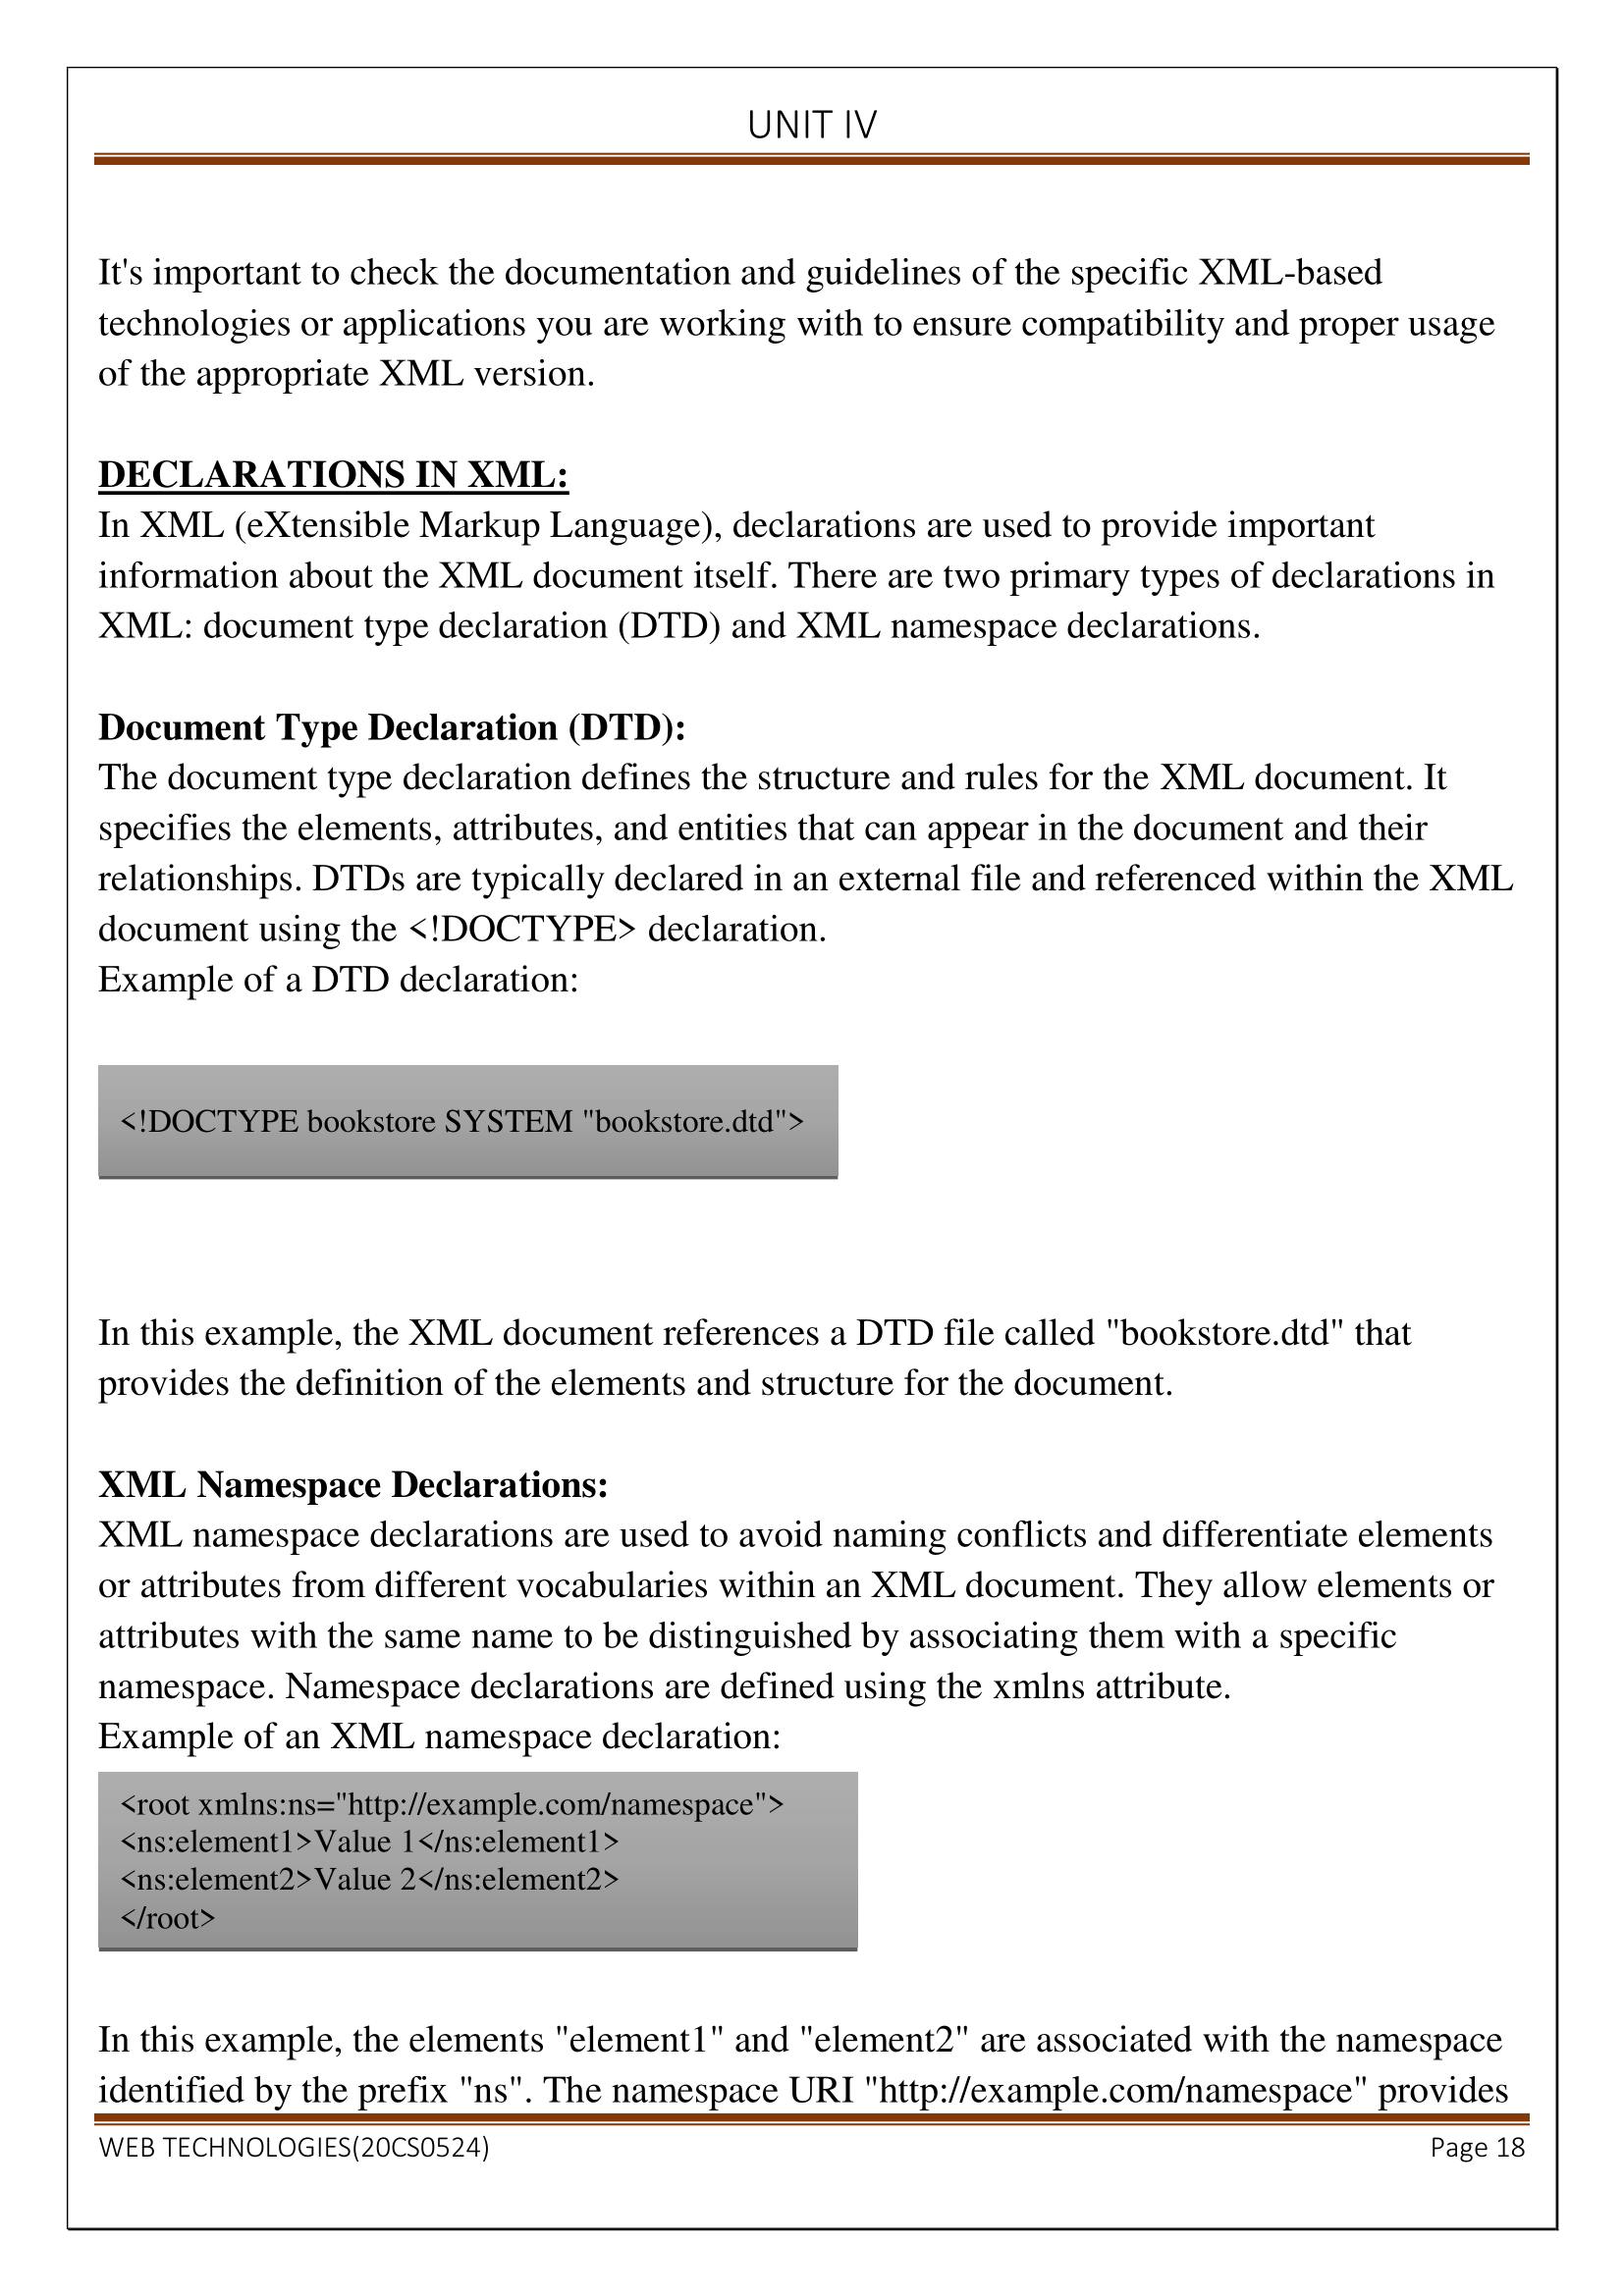 UNIT IV
It's important to check the documentation and guidelines of the specific XML-based
technologies or applications you are working with to ensure compatibility and proper usage
of the appropriate XML version.
DECLARATIONS IN XML:
In XML (eXtensible Markup Language), declarations are used to provide important
information about the XML document itself. There are two primary types of declarations in
XML: document type declaration (DTD) and XML namespace declarations.
Document Type Declaration (DTD):
The document type declaration defines the structure and rules for the XML document. It
specifies the elements, attributes, and entities that can appear in the document and their
relationships. DTDs are typically declared in an external file and referenced within the XML
document using the <!DOCTYPE> declaration.
Example of a DTD declaration:
<!DOCTYPE bookstore SYSTEM "bookstore.dtd">
In this example, the XML document references a DTD file called "bookstore.dtd" that
provides the definition of the elements and structure for the document.
XML Namespace Declarations:
XML namespace declarations are used to avoid naming conflicts and differentiate elements
or attributes from different vocabularies within an XML document. They allow elements or
attributes with the same name to be distinguished by associating them with a specific
namespace. Namespace declarations are defined using the xmlns attribute.
Example of an XML namespace declaration:
<root xmlns:ns="http://example.com/namespace">
<ns:element1>Value 1</ns:element1>
<ns:element2>Value 2</ns:element2>
</root>
In this example, the elements "element1" and "element2" are associated with the namespace
identified by the prefix "ns". The namespace URI "http://example.com/namespace" provides
WEB TECHNOLOGIES(20CS0524)
Page 18